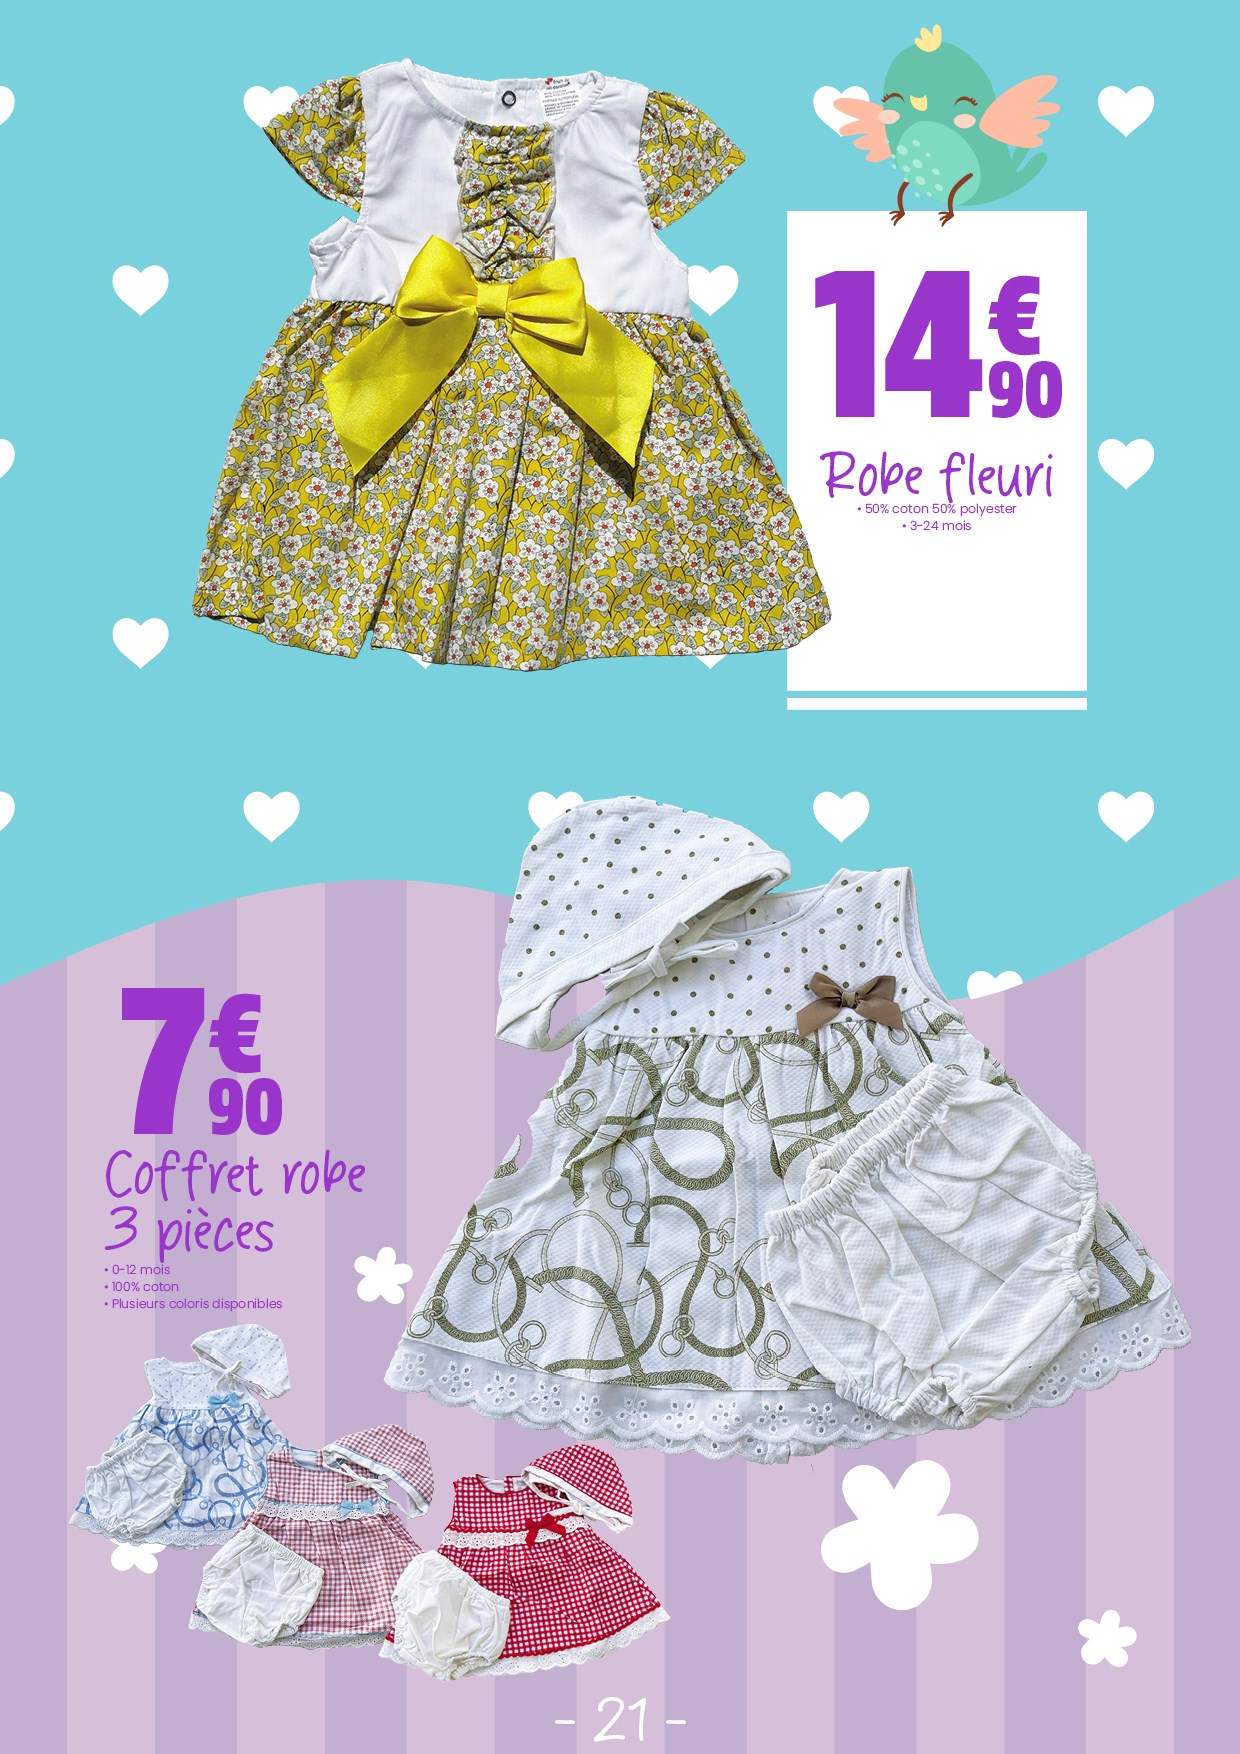 14€
90
Robe fleuri
• 50% coton 50% polyester
• 3-24 mois
7€
90
Coffret robe
3 pièces
• 0-12 mois
• 100% coton
• Plusieurs coloris disponibles
- 21 -